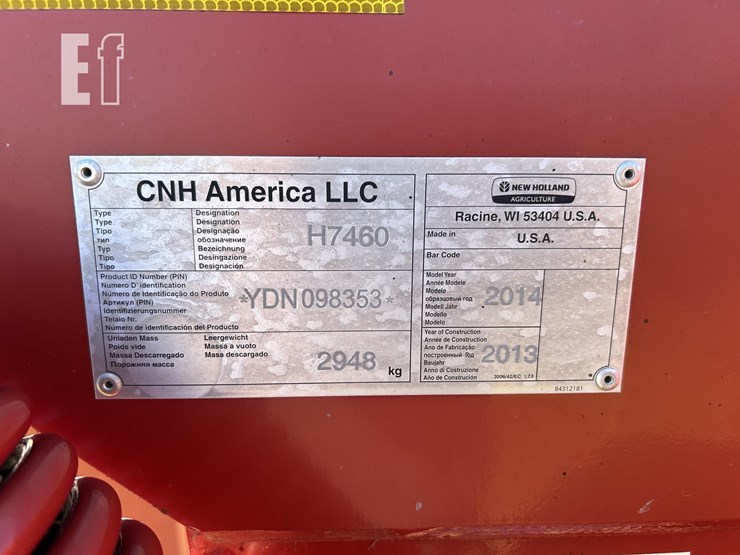 Ef
CNH America LLC
Type Designation
Type Désignation
Tipo Designação
тип обозначение
Typ Bezeichnung
Tipo Desingazione
Tipo Designación
H7460
Product ID Number (PIN)
Numéro D' identification
Número de Identificação do Produto
Артикул (PIN)
Identifizierungsnummer
Telaio Nr.
Número de identificación del Producto
*YDN098353*
Unladen Mass Leergewicht
Poids vide Massa a vuoto
Massa Descarregado Masa descargado
Порожняя масса
2948 kg
NEW HOLLAND
AGRICULTURE
Racine, WI 53404 U.S.A.
Made in U.S.A.
Bar Code
Model Year
Année Modele
Modelo
образцовый год
Modell Jahr
Modello
Modelo
2014
Year of Construction
Année de Construction
Ano de Fabricação
построенный год
Baujahr
Anno di Costruzione
Año de Construción
2013
2006/42/EC 1.7.3
84312181